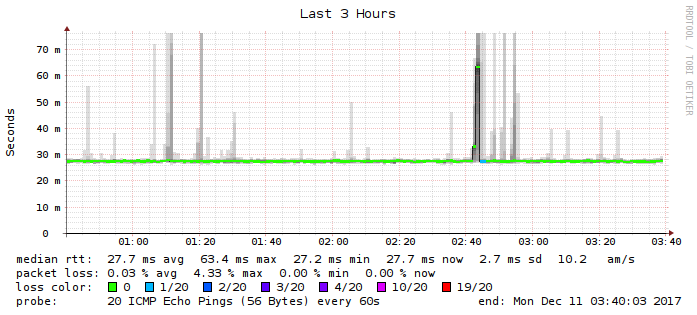 Last 3 Hours
RRDTOOL / TOBI OETIKER
Seconds
70 m
60 m
50 m
40 m
30 m
20 m
10 m
0
01:00 01:20 01:40 02:00 02:20 02:40 03:00 03:20 03:40
median rtt: 27.7 ms avg 63.4 ms max 27.2 ms min 27.7 ms now 2.7 ms sd 10.2 am/s
packet loss: 0.03 % avg 4.33 % max 0.00 % min 0.00 % now
loss color: 0 1/20 2/20 3/20 4/20 10/20 19/20
probe: 20 ICMP Echo Pings (56 Bytes) every 60s end: Mon Dec 11 03:40:03 2017